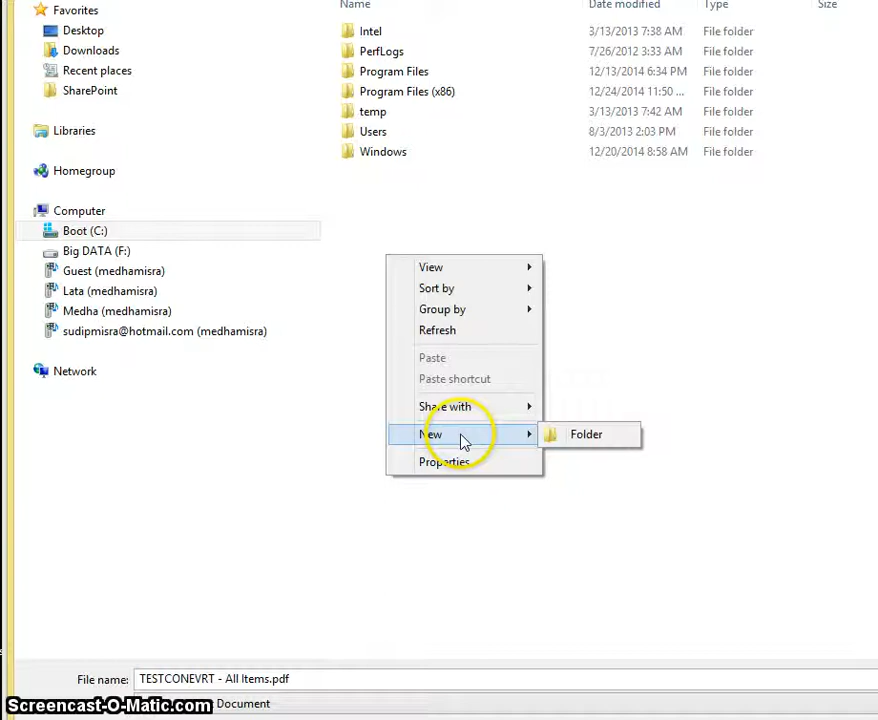 Favorites
Desktop
Downloads
Recent places
SharePoint
Libraries
Homegroup
Computer
Boot (C:)
Big DATA (F:)
Guest (medhamisra)
Lata (medhamisra)
Medha (medhamisra)
sudipmisra@hotmail.com (medhamisra)
Network
Name Date modified Type Size
Intel 3/13/2013 7:38 AM File folder
PerfLogs 7/26/2012 3:33 AM File folder
Program Files 12/13/2014 6:34 PM File folder
Program Files (x86) 12/24/2014 11:50 ... File folder
temp 3/13/2013 7:42 AM File folder
Users 8/3/2013 2:03 PM File folder
Windows 12/20/2014 8:58 AM File folder
View
Sort by
Group by
Refresh
Paste
Paste shortcut
Share with
New Folder
Properties
File name: TESTCONEVRT - All Items.pdf
Screencast-O-Matic.com Document